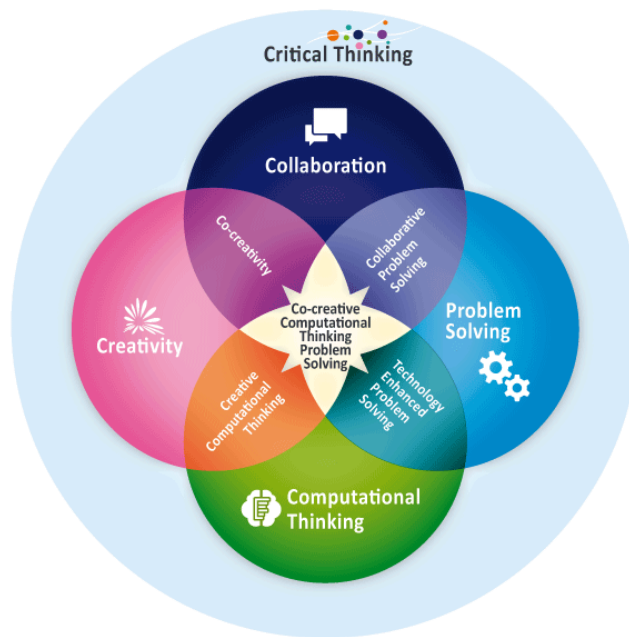 Critical Thinking
Collaboration
Co-creativity
Collaborative
Problem
Solving
Creativity
Problem
Solving
Co-creative
Computational
Thinking
Problem
Solving
Creative
Computational
Thinking
Technology
Enhanced
Problem
Solving
Computational
Thinking